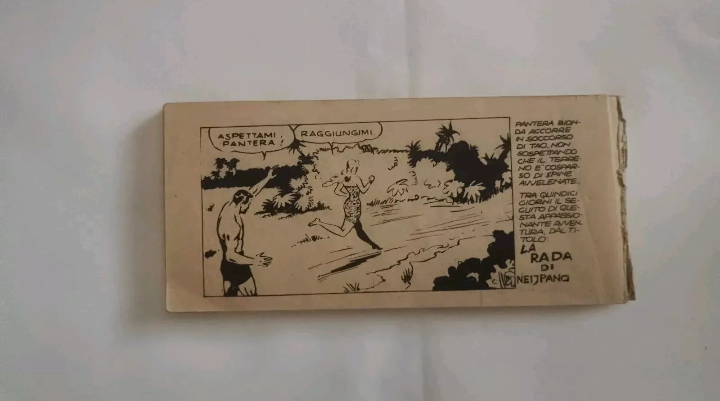 ASPETTAMI
PANTERA!
RAGGIUNGIMI
PANTERA BION-
DA ACCORRE
IN SOCCORSO
DI TAO, NON
SOSPETTANDO
CHE IL TERRE-
NO E' COSPAR-
SO DI SPINE
AVVELENATE.
TRA QUINDICI
GIORNI IL SE-
GUITO DI QUE-
STA APPASSIO-
NANTE AVVEN-
TURA, DAL TI-
TOLO:
LA
RADA
DI
NEIJPANG